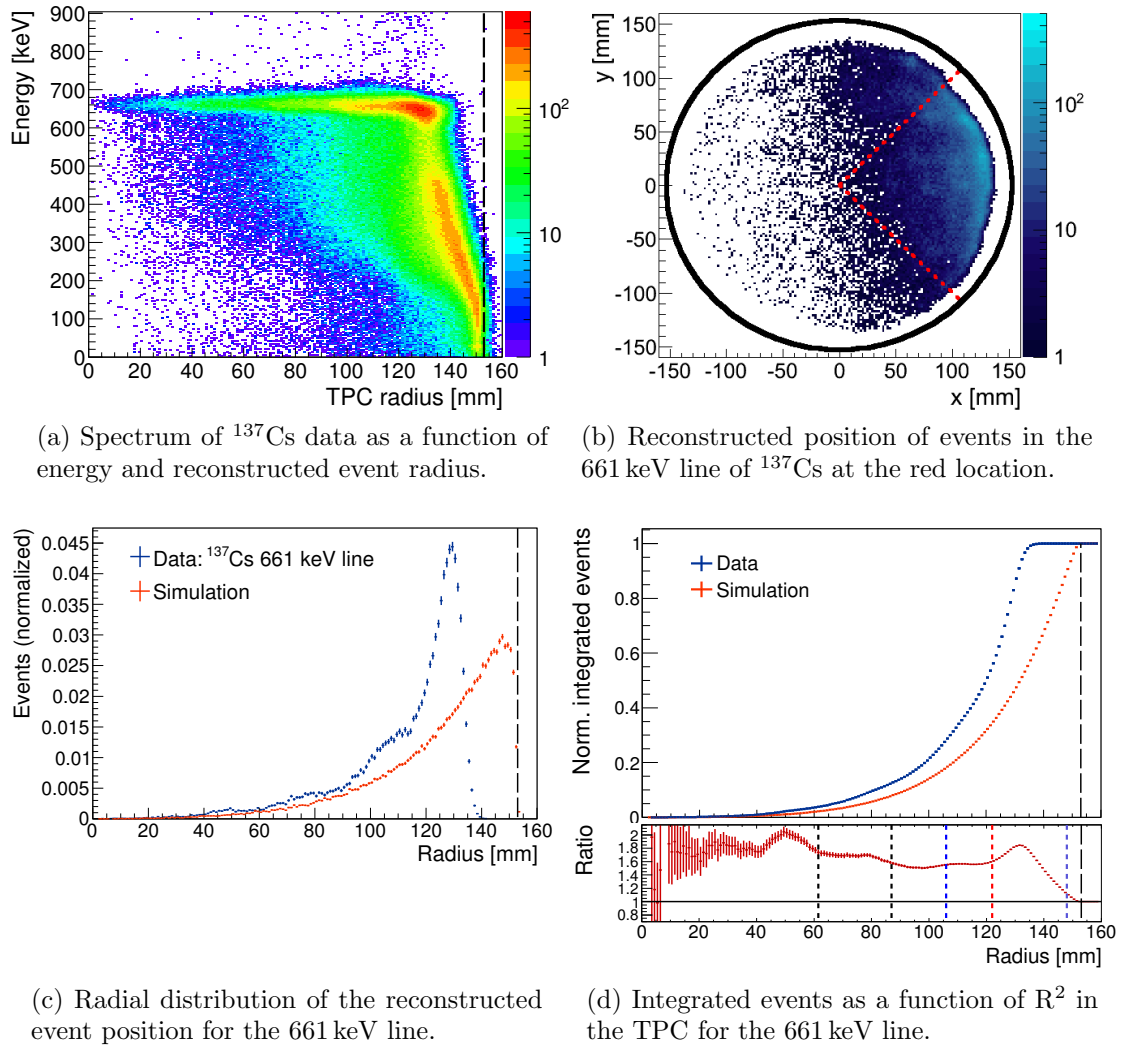 Energy [keV]
900
800
700
600
500
400
300
200
100
0
0 20 40 60 80 100 120 140 160
TPC radius [mm]
10²
10
1
y [mm]
150
100
50
0
-50
-100
-150
-150 -100 -50 0 50 100 150
x [mm]
10²
10
1
(a) Spectrum of ¹³⁷Cs data as a function of
energy and reconstructed event radius.
(b) Reconstructed position of events in the
661 keV line of ¹³⁷Cs at the red location.
Events (normalized)
0.045
0.04
0.035
0.03
0.025
0.02
0.015
0.01
0.005
0
Data: ¹³⁷Cs 661 keV line
Simulation
0 20 40 60 80 100 120 140 160
Radius [mm]
Norm. integrated events
1
0.8
0.6
0.4
0.2
0
Data
Simulation
Ratio
1.8
1.6
1.4
1.2
1
0.8
0 20 40 60 80 100 120 140 160
Radius [mm]
(c) Radial distribution of the reconstructed
event position for the 661 keV line.
(d) Integrated events as a function of R² in
the TPC for the 661 keV line.